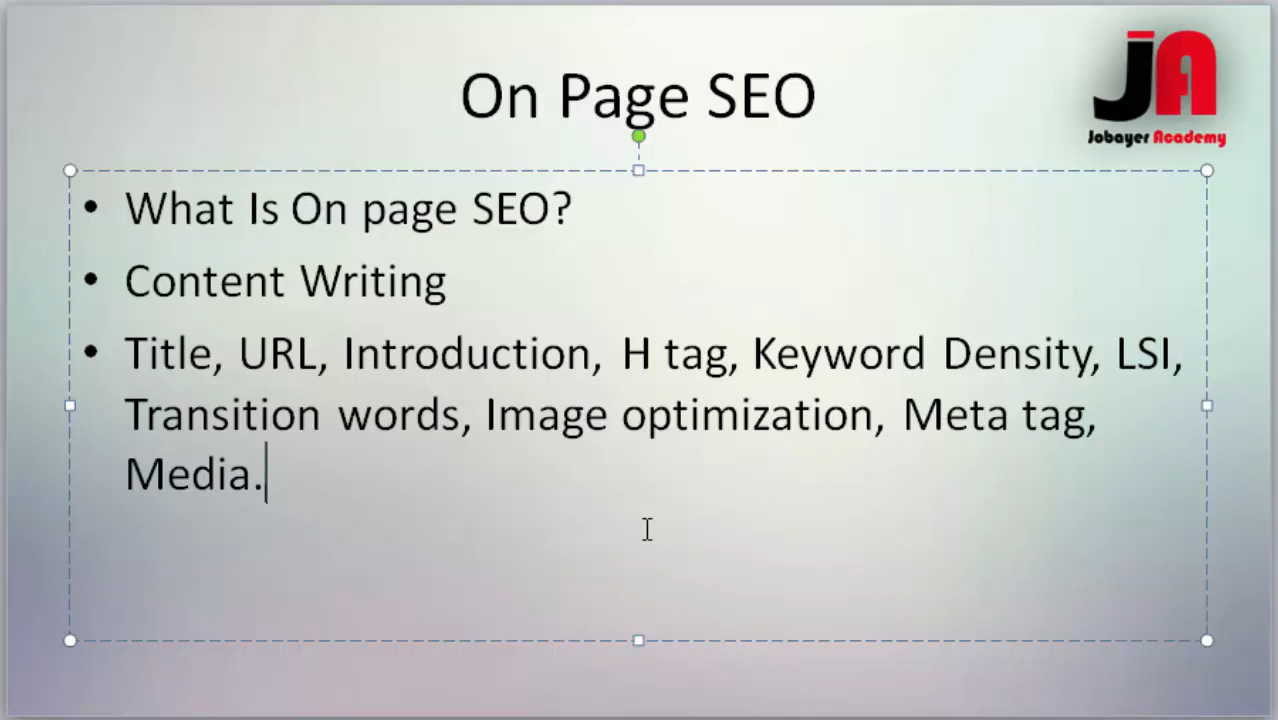 On Page SEO
JA
Jobayer Academy
• What Is On page SEO?
• Content Writing
• Title, URL, Introduction, H tag, Keyword Density, LSI,
Transition words, Image optimization, Meta tag,
Media.